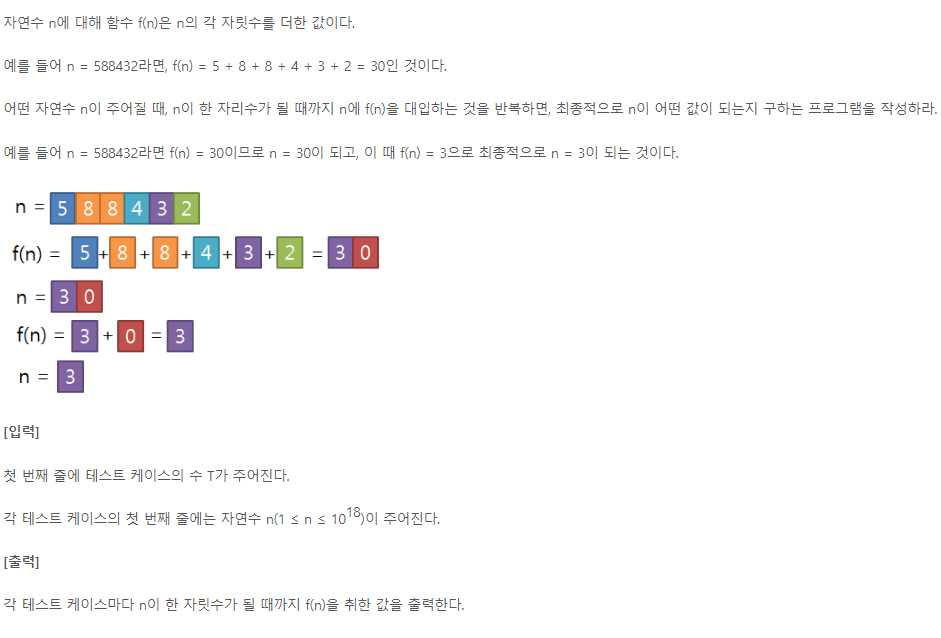 자연수 n에 대해 함수 f(n)은 n의 각 자릿수를 더한 값이다.
예를 들어 n = 588432라면, f(n) = 5 + 8 + 8 + 4 + 3 + 2 = 30인 것이다.
어떤 자연수 n이 주어질 때, n이 한 자리수가 될 때까지 n에 f(n)을 대입하는 것을 반복하면, 최종적으로 n이 어떤 값이 되는지 구하는 프로그램을 작성하라.
예를 들어 n = 588432라면 f(n) = 30이므로 n = 30이 되고, 이 때 f(n) = 3으로 최종적으로 n = 3이 되는 것이다.
n = 5 8 8 4 3 2
f(n) = 5 + 8 + 8 + 4 + 3 + 2 = 3 0
n = 3 0
f(n) = 3 + 0 = 3
n = 3
[입력]
첫 번째 줄에 테스트 케이스의 수 T가 주어진다.
각 테스트 케이스의 첫 번째 줄에는 자연수 n(1 ≤ n ≤ 10^18)이 주어진다.
[출력]
각 테스트 케이스마다 n이 한 자릿수가 될 때까지 f(n)을 취한 값을 출력한다.